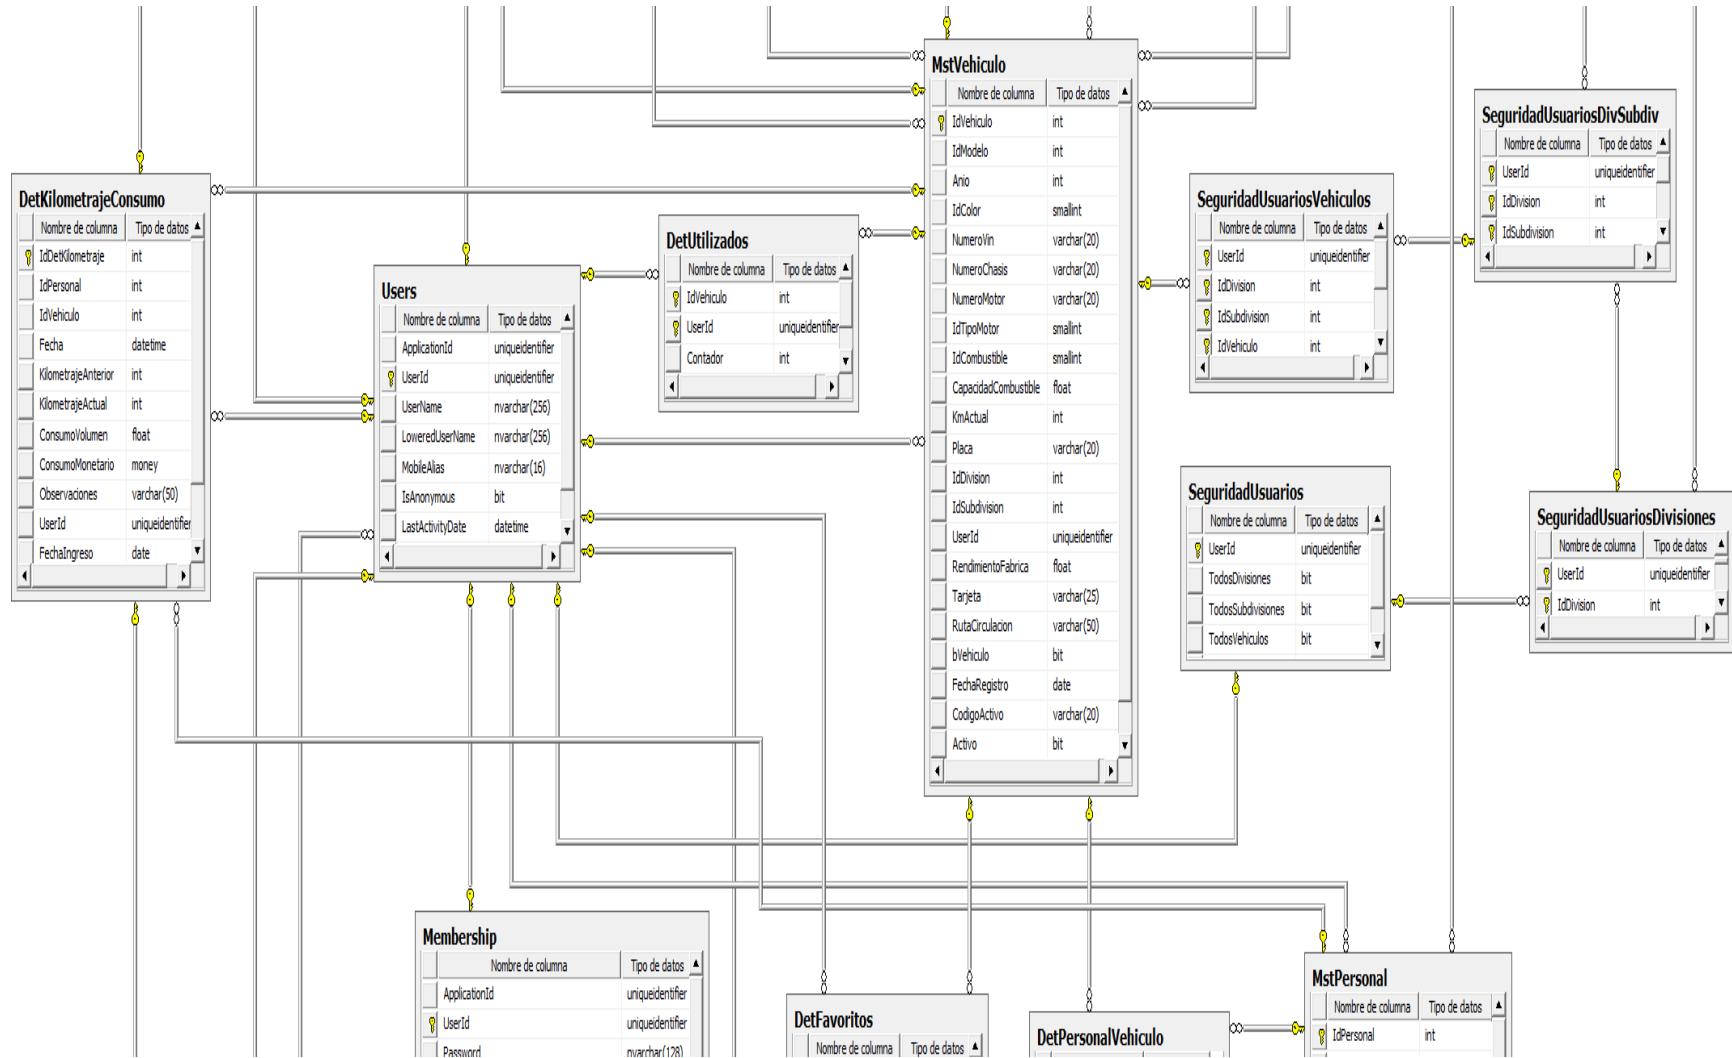 MstVehiculo
Nombre de columna Tipo de datos
IdVehiculo int
IdModelo int
Anio int
IdColor smallint
NumeroVin varchar(20)
NumeroChasis varchar(20)
NumeroMotor varchar(20)
IdTipoMotor smallint
IdCombustible smallint
CapacidadCombustible float
KmActual int
Placa varchar(20)
IdDivision int
IdSubdivision int
UserId uniqueidentifier
RendimientoFabrica float
Tarjeta varchar(25)
RutaCirculacion varchar(50)
bVehiculo bit
FechaRegistro date
CodigoActivo varchar(20)
Activo bit
SeguridadUsuariosDivSubdiv
Nombre de columna Tipo de datos
UserId uniqueidentifier
IdDivision int
IdSubdivision int
DetKilometrajeConsumo
Nombre de columna Tipo de datos
IdDetKilometraje int
IdPersonal int
IdVehiculo int
Fecha datetime
KilometrajeAnterior int
KilometrajeActual int
ConsumoVolumen float
ConsumoMonetario money
Observaciones varchar(50)
UserId uniqueidentifier
FechaIngreso date
SeguridadUsuariosVehiculos
Nombre de columna Tipo de datos
UserId uniqueidentifier
IdDivision int
IdSubdivision int
IdVehiculo int
DetUtilizados
Nombre de columna Tipo de datos
IdVehiculo int
UserId uniqueidentifier
Contador int
Users
Nombre de columna Tipo de datos
ApplicationId uniqueidentifier
UserId uniqueidentifier
UserName nvarchar(256)
LoweredUserName nvarchar(256)
MobileAlias nvarchar(16)
IsAnonymous bit
LastActivityDate datetime
SeguridadUsuarios
Nombre de columna Tipo de datos
UserId uniqueidentifier
TodosDivisiones bit
TodosSubdivisiones bit
TodosVehiculos bit
SeguridadUsuariosDivisiones
Nombre de columna Tipo de datos
UserId uniqueidentifier
IdDivision int
Membership
Nombre de columna Tipo de datos
ApplicationId uniqueidentifier
UserId uniqueidentifier
Password nvarchar(128)
DetFavoritos
Nombre de columna Tipo de datos
DetPersonalVehiculo
MstPersonal
Nombre de columna Tipo de datos
IdPersonal int